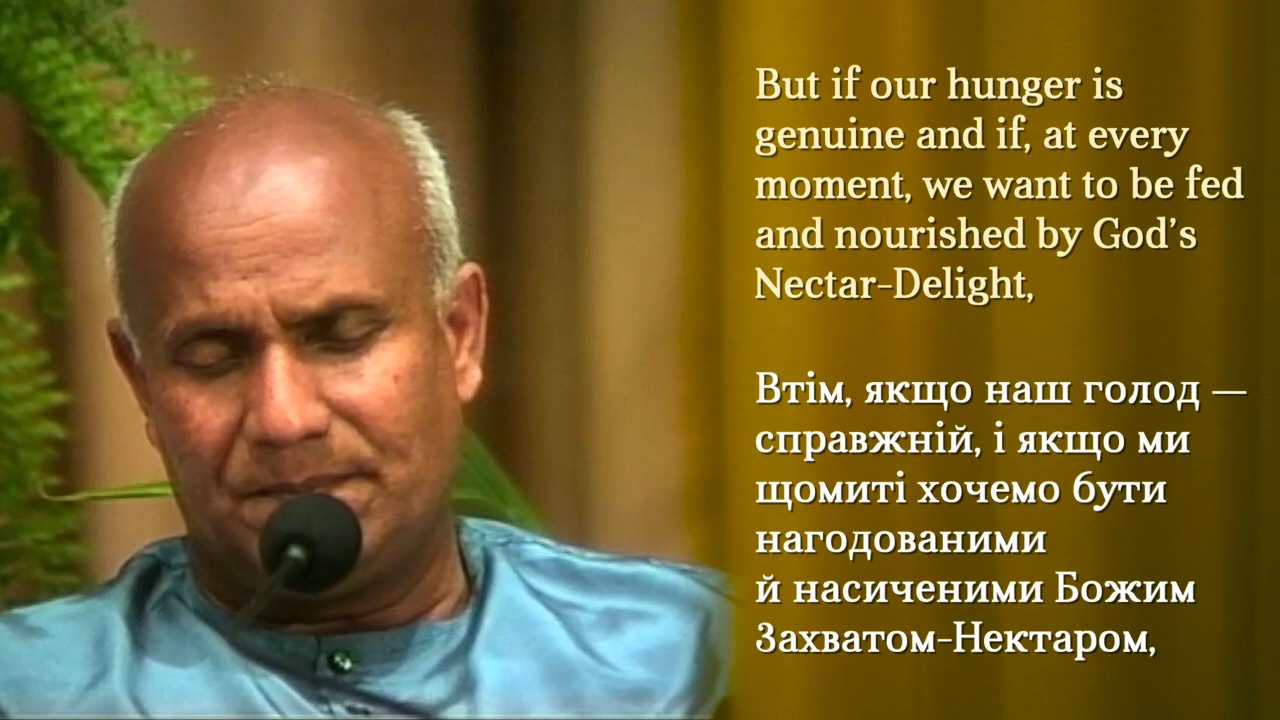 But if our hunger is
genuine and if, at every
moment, we want to be fed
and nourished by God’s
Nectar-Delight,
Втім, якщо наш голод —
справжній, і якщо ми
щомиті хочемо бути
нагодованими
й насиченими Божим
Захватом-Нектаром,